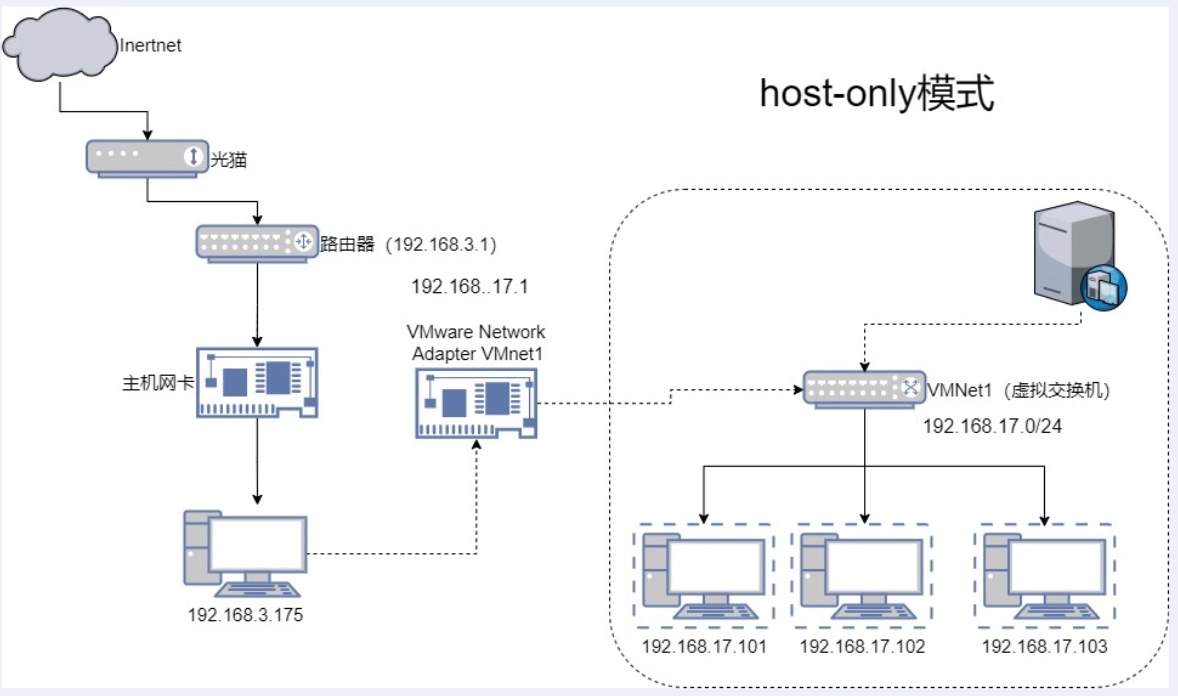 Inertnet
host-only模式
光猫
路由器（192.168.3.1)
192.168..17.1
VMware Network
Adapter VMnet1
主机网卡
VMNet1（虚拟交换机）
192.168.17.0/24
192.168.3.175
192.168.17.101
192.168.17.102
192.168.17.103